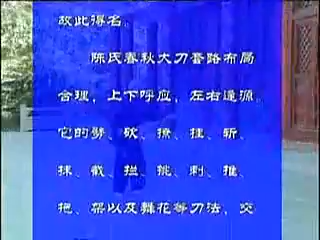 故此得名。
陈氏春秋大刀套路布局
合理，上下呼应，左右逢源。
它的劈、砍、撩、挂、斩、
抹、截、拦、挑、刺、推、
把、架以及舞花等刀法，交